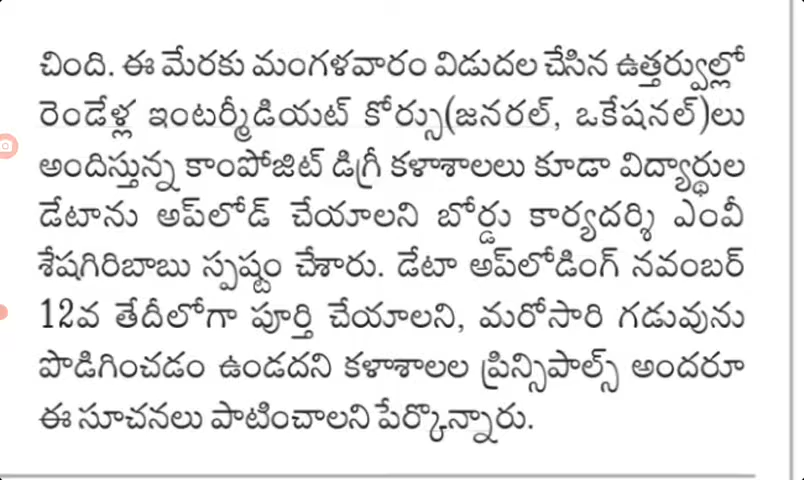 చింది. ఈ మేరకు మంగళవారం విడుదల చేసిన ఉత్తర్వుల్లో
రెండేళ్ల ఇంటర్మీడియట్ కోర్సు(జనరల్, ఒకేషనల్)లు
అందిస్తున్న కాంపోజిట్ డిగ్రీ కళాశాలలు కూడా విద్యార్థుల
డేటాను అప్‌లోడ్ చేయాలని బోర్డు కార్యదర్శి ఎంవీ
శేషగిరిబాబు స్పష్టం చేశారు. డేటా అప్‌లోడింగ్ నవంబర్
12వ తేదీలోగా పూర్తి చేయాలని, మరోసారి గడువును
పొడిగించడం ఉండదని కళాశాలల ప్రిన్సిపాల్స్ అందరూ
ఈ సూచనలు పాటించాలని పేర్కొన్నారు.